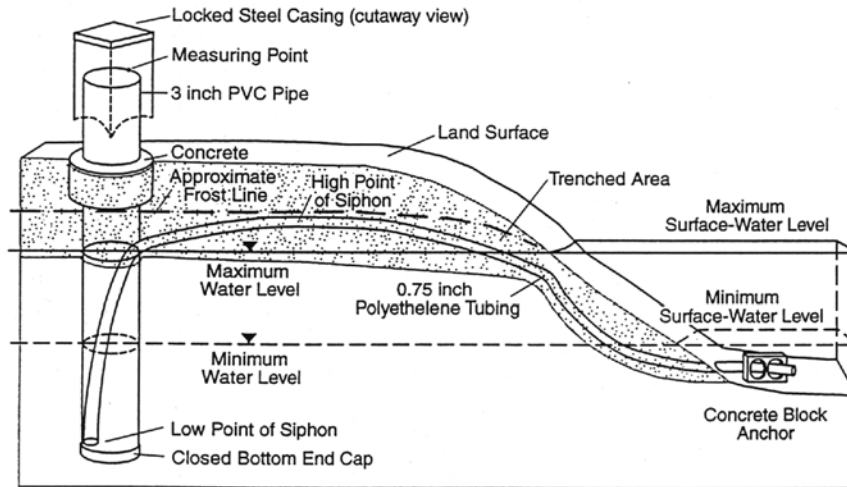 Locked Steel Casing (cutaway view)
Measuring Point
3 inch PVC Pipe
Land Surface
Concrete
Approximate
Frost Line
High Point
of Siphon
Trenched Area
Maximum
Surface-Water Level
Maximum
Water Level
0.75 inch
Polyethelene Tubing
Minimum
Surface-Water Level
Minimum
Water Level
Low Point of Siphon
Closed Bottom End Cap
Concrete Block
Anchor